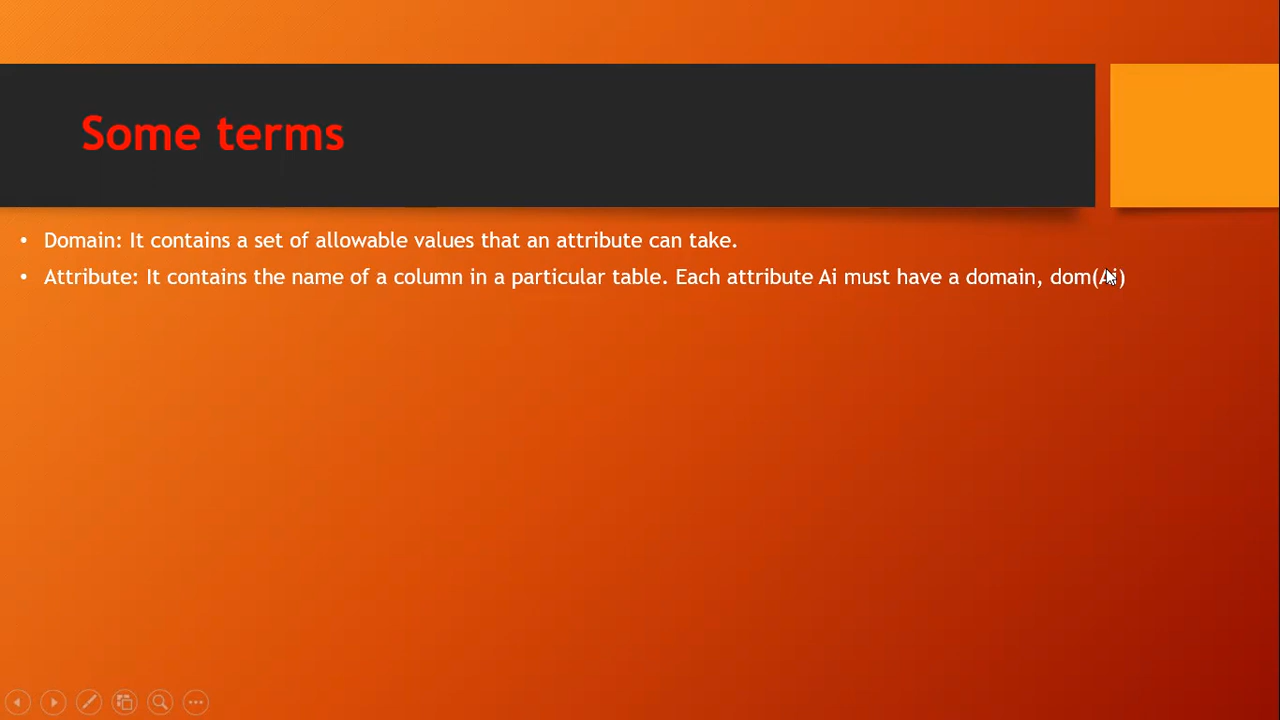 Some terms
• Domain: It contains a set of allowable values that an attribute can take.
• Attribute: It contains the name of a column in a particular table. Each attribute Ai must have a domain, dom(Ai)